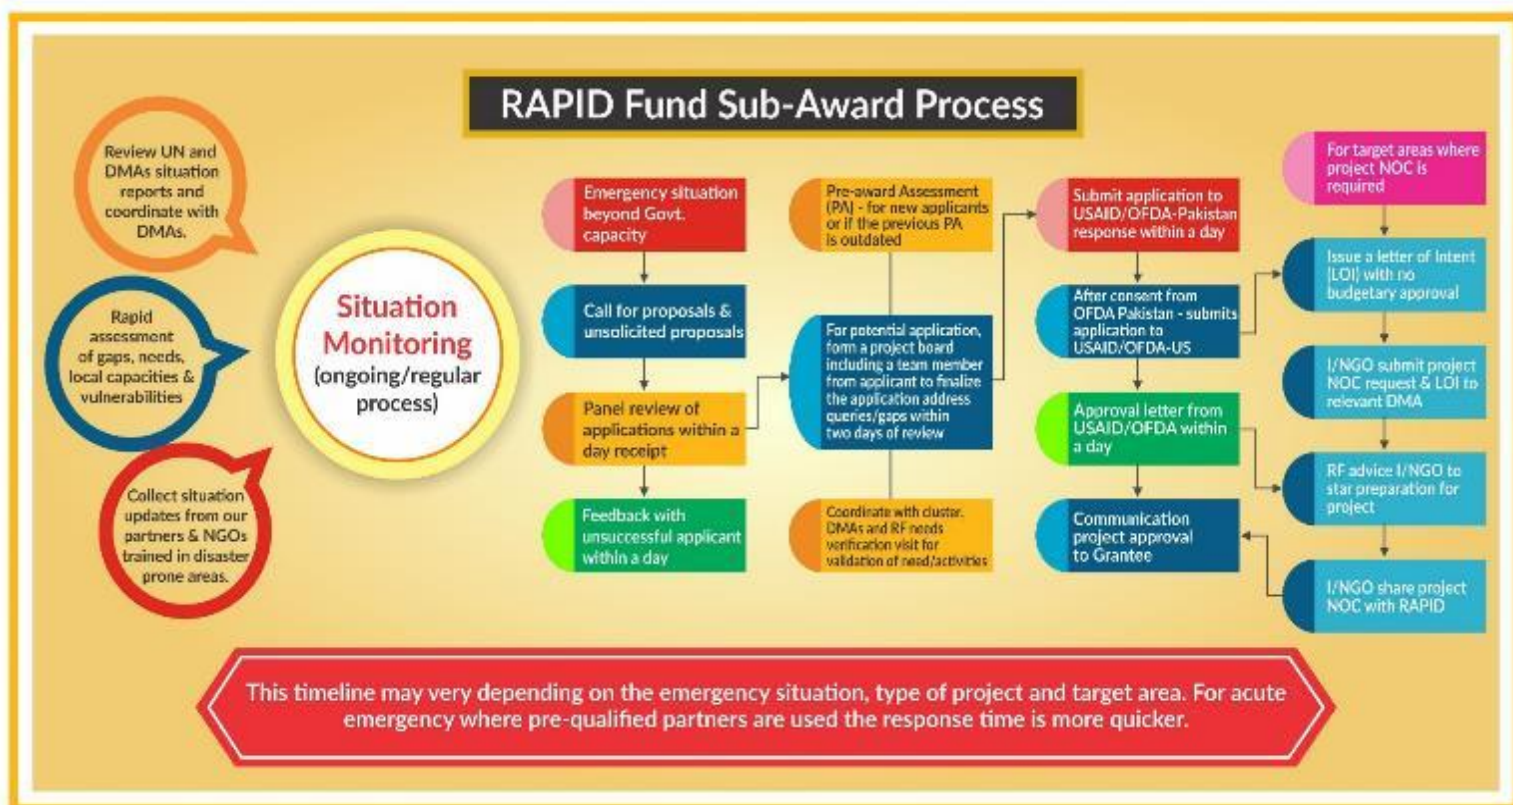 RAPID Fund Sub-Award Process
Review UN and
DMAs situation
reports and
coordinate with
DMAs.
Rapid
assessment
of gaps, needs,
local capacities &
vulnerabilities
Collect situation
updates from our
partners & NGOs
trained in disaster
prone areas.
Situation
Monitoring
(ongoing/regular
process)
Emergency situation
beyond Govt.
capacity
Call for proposals &
unsolicited proposals
Panel review of
applications within a
day receipt
Feedback with
unsuccessful applicant
within a day
Pre-award Assessment
(PA) - for new applicants
or if the previous PA
is outdated
For potential application,
form a project board
including a team member
from applicant to finalize
the application address
queries/gaps within
two days of review
Coordinate with cluster.
DMAs and RF needs
verification visit for
validation of need/activities
Submit application to
USAID/OFDA-Pakistan
response within a day
After consent from
OFDA Pakistan - submits
application to
USAID/OFDA-US
Approval letter from
USAID/OFDA within
a day
Communication
project approval
to Grantee
For target areas where
project NOC is
required
Issue a letter of Intent
(LOI) with no
budgetary approval
I/NGO submit project
NOC request & LOI to
relevant DMA
RF advice I/NGO to
star preparation for
project
I/NGO share project
NOC with RAPID
This timeline may very depending on the emergency situation, type of project and target area. For acute
emergency where pre-qualified partners are used the response time is more quicker.